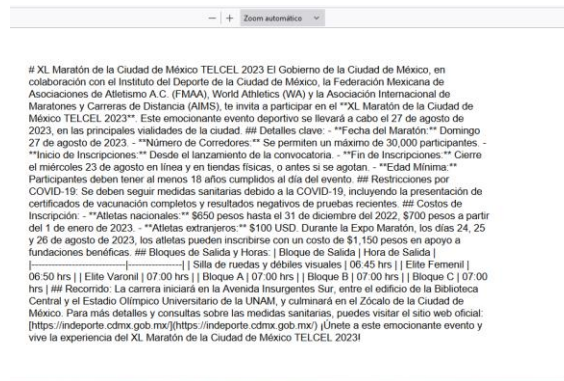 Zoom automático
# XL Maratón de la Ciudad de México TELCEL 2023 El Gobierno de la Ciudad de México, en
colaboración con el Instituto del Deporte de la Ciudad de México, la Federación Mexicana de
Asociaciones de Atletismo A.C. (FMAA), World Athletics (WA) y la Asociación Internacional de
Maratones y Carreras de Distancia (AIMS), te invita a participar en el **XL Maratón de la Ciudad de
México TELCEL 2023**. Este emocionante evento deportivo se llevará a cabo el 27 de agosto de
2023, en las principales vialidades de la ciudad. ## Detalles clave: - **Fecha del Maratón:** Domingo
27 de agosto de 2023. - **Número de Corredores:** Se permiten un máximo de 30,000 participantes. -
**Inicio de Inscripciones:** Desde el lanzamiento de la convocatoria. - **Fin de Inscripciones:** Cierre
el miércoles 23 de agosto en línea y en tiendas físicas, o antes si se agotan. - **Edad Mínima:**
Participantes deben tener al menos 18 años cumplidos al día del evento. ## Restricciones por
COVID-19: Se deben seguir medidas sanitarias debido a la COVID-19, incluyendo la presentación de
certificados de vacunación completos y resultados negativos de pruebas recientes. ## Costos de
Inscripción: - **Atletas nacionales:** $650 pesos hasta el 31 de diciembre del 2022, $700 pesos a partir
del 1 de enero de 2023. - **Atletas extranjeros:** $100 USD. Durante la Expo Maratón, los días 24, 25
y 26 de agosto de 2023, los atletas pueden inscribirse con un costo de $1,150 pesos en apoyo a
fundaciones benéficas. ## Bloques de Salida y Horas: | Bloque de Salida | Hora de Salida |
|---------------------------|----------------| | Silla de ruedas y débiles visuales | 06:45 hrs | | Elite Femenil |
06:50 hrs | | Elite Varonil | 07:00 hrs | | Bloque A | 07:00 hrs | | Bloque B | 07:00 hrs | | Bloque C | 07:00
hrs | ## Recorrido: La carrera iniciará en la Avenida Insurgentes Sur, entre el edificio de la Biblioteca
Central y el Estadio Olímpico Universitario de la UNAM, y culminará en el Zócalo de la Ciudad de
México. Para más detalles y consultas sobre las medidas sanitarias, puedes visitar el sitio web oficial:
[https://indeporte.cdmx.gob.mx/](https://indeporte.cdmx.gob.mx/) ¡Únete a este emocionante evento y
vive la experiencia del XL Maratón de la Ciudad de México TELCEL 2023!